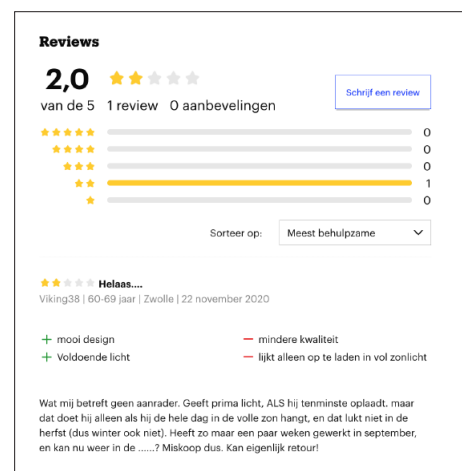 Reviews
2,0
van de 5 1 review 0 aanbevelingen
Schrijf een review
0
0
0
1
0
Sorteer op: Meest behulpzame
Helaas....
Viking38 | 60-69 jaar | Zwolle | 22 november 2020
+ mooi design
− mindere kwaliteit
+ Voldoende licht
− lijkt alleen op te laden in vol zonlicht
Wat mij betreft geen aanrader. Geeft prima licht, ALS hij tenminste oplaadt. maar
dat doet hij alleen als hij de hele dag in de volle zon hangt, en dat lukt niet in de
herfst (dus winter ook niet). Heeft zo maar een paar weken gewerkt in september,
en kan nu weer in de ......? Miskoop dus. Kan eigenlijk retour!